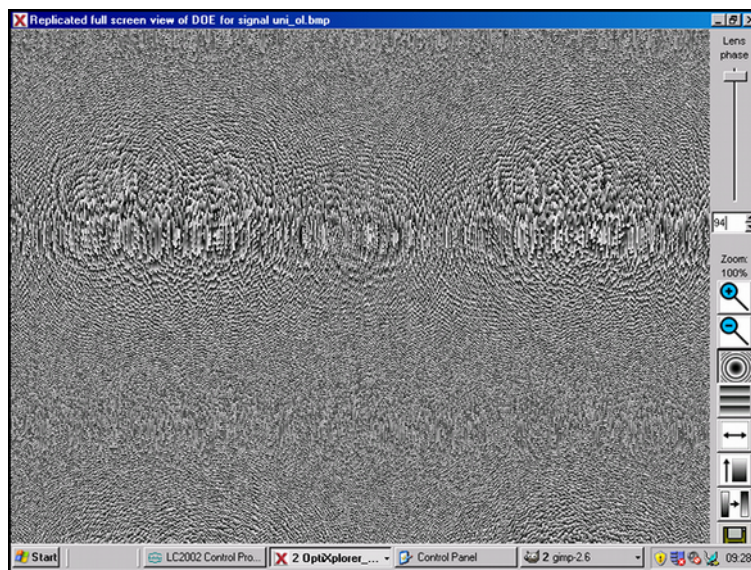 Replicated full screen view of DOE for signal uni_ol.bmp
Lens
phase
94
Zoom:
100%
Start
LC2002 Control Pro...
2 OptiXplorer_...
Control Panel
2 gimp-2.6
09:28